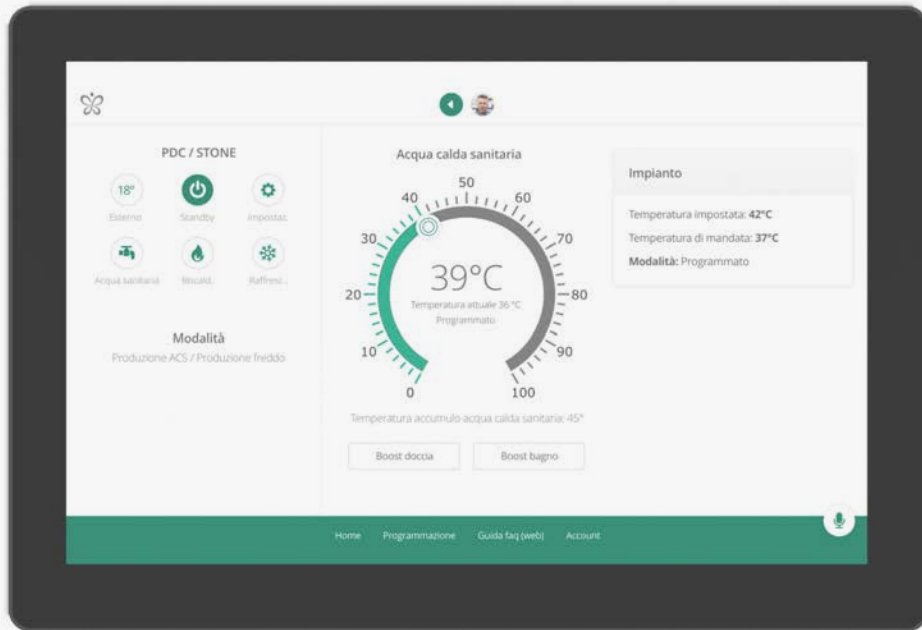 PDC / STONE
18°
Esterno
Standby
Impostaz.
Acqua sanitaria
Riscald..
Raffresc..
Modalità
Produzione ACS / Produzione freddo
Acqua calda sanitaria
0
10
20
30
40
50
60
70
80
90
100
39°C
Temperatura attuale 36 °C
Programmato
Temperatura accumulo acqua calda sanitaria: 45°
Boost doccia
Boost bagno
Impianto
Temperatura impostata: 42°C
Temperatura di mandata: 37°C
Modalità: Programmato
Home
Programmazione
Guida faq (web)
Account